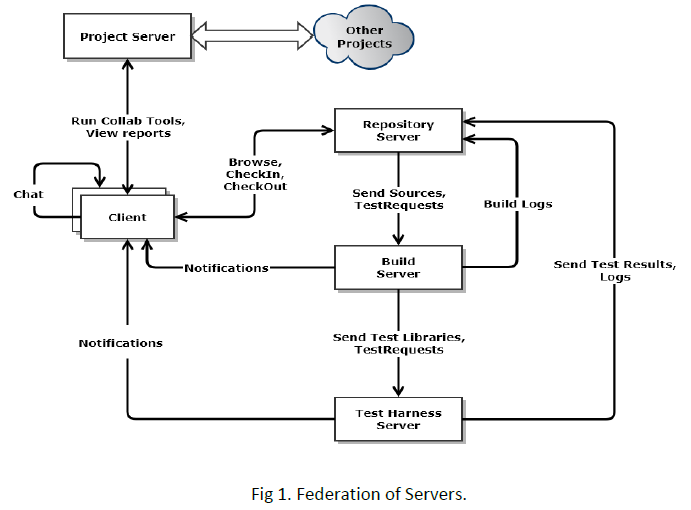 Project Server
Other
Projects
Run Collab Tools,
View reports
Repository
Server
Browse,
CheckIn,
CheckOut
Chat
Send Sources,
TestRequests
Build Logs
Client
Build
Server
Notifications
Send Test Results,
Logs
Send Test Libraries,
TestRequests
Notifications
Test Harness
Server
Fig 1. Federation of Servers.